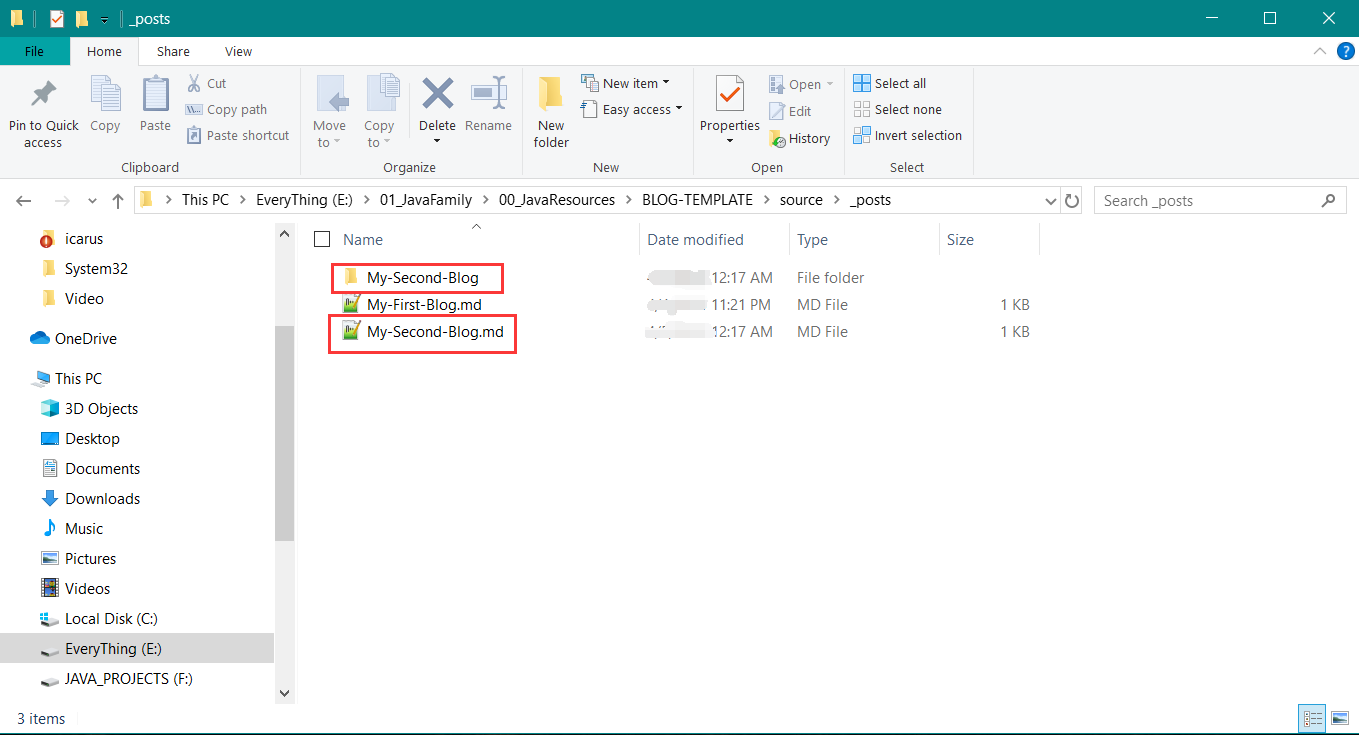 _posts
File Home Share View
Pin to Quick access
Copy
Paste
Cut
Copy path
Paste shortcut
Clipboard
Move to
Copy to
Delete
Rename
Organize
New folder
New item
Easy access
New
Properties
Open
Edit
History
Open
Select all
Select none
Invert selection
Select
This PC > EveryThing (E:) > 01_JavaFamily > 00_JavaResources > BLOG-TEMPLATE > source > _posts
Search _posts
icarus
System32
Video
OneDrive
This PC
3D Objects
Desktop
Documents
Downloads
Music
Pictures
Videos
Local Disk (C:)
EveryThing (E:)
JAVA_PROJECTS (F:)
Name Date modified Type Size
My-Second-Blog 12:17 AM File folder
My-First-Blog.md 11:21 PM MD File 1 KB
My-Second-Blog.md 12:17 AM MD File 1 KB
3 items